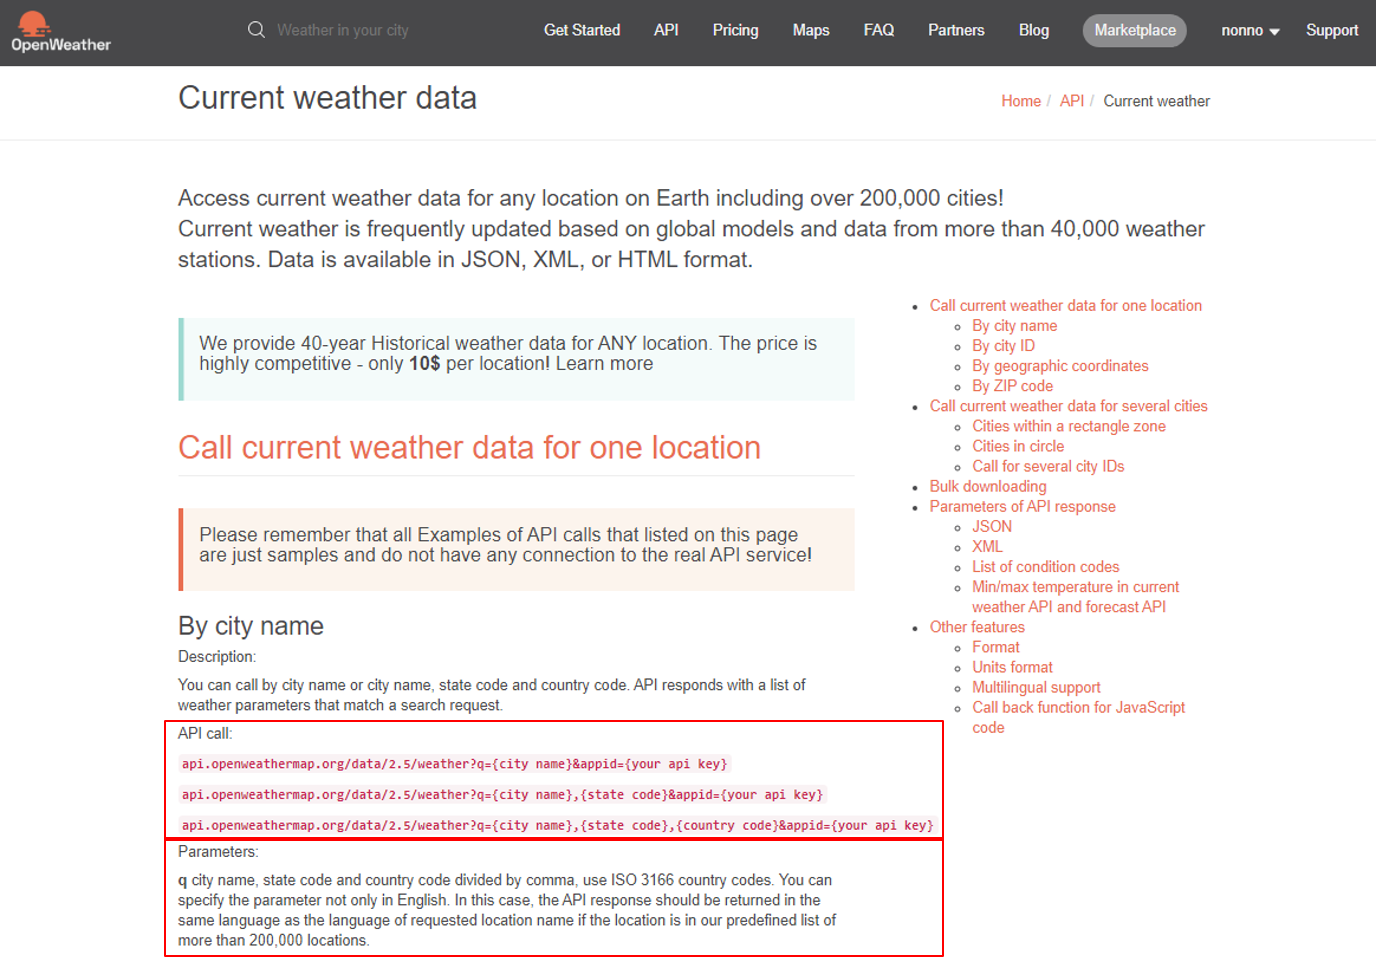 OpenWeather
Weather in your city
Get Started
API
Pricing
Maps
FAQ
Partners
Blog
Marketplace
nonno
Support
Current weather data
Home / API / Current weather
Access current weather data for any location on Earth including over 200,000 cities!
Current weather is frequently updated based on global models and data from more than 40,000 weather
stations. Data is available in JSON, XML, or HTML format.
We provide 40-year Historical weather data for ANY location. The price is
highly competitive - only 10$ per location! Learn more
Call current weather data for one location
Please remember that all Examples of API calls that listed on this page
are just samples and do not have any connection to the real API service!
By city name
Description:
You can call by city name or city name, state code and country code. API responds with a list of
weather parameters that match a search request.
API call:
api.openweathermap.org/data/2.5/weather?q={city name}&appid={your api key}
api.openweathermap.org/data/2.5/weather?q={city name},{state code}&appid={your api key}
api.openweathermap.org/data/2.5/weather?q={city name},{state code},{country code}&appid={your api key}
Parameters:
q city name, state code and country code divided by comma, use ISO 3166 country codes. You can
specify the parameter not only in English. In this case, the API response should be returned in the
same language as the language of requested location name if the location is in our predefined list of
more than 200,000 locations.
Call current weather data for one location
By city name
By city ID
By geographic coordinates
By ZIP code
Call current weather data for several cities
Cities within a rectangle zone
Cities in circle
Call for several city IDs
Bulk downloading
Parameters of API response
JSON
XML
List of condition codes
Min/max temperature in current
weather API and forecast API
Other features
Format
Units format
Multilingual support
Call back function for JavaScript
code